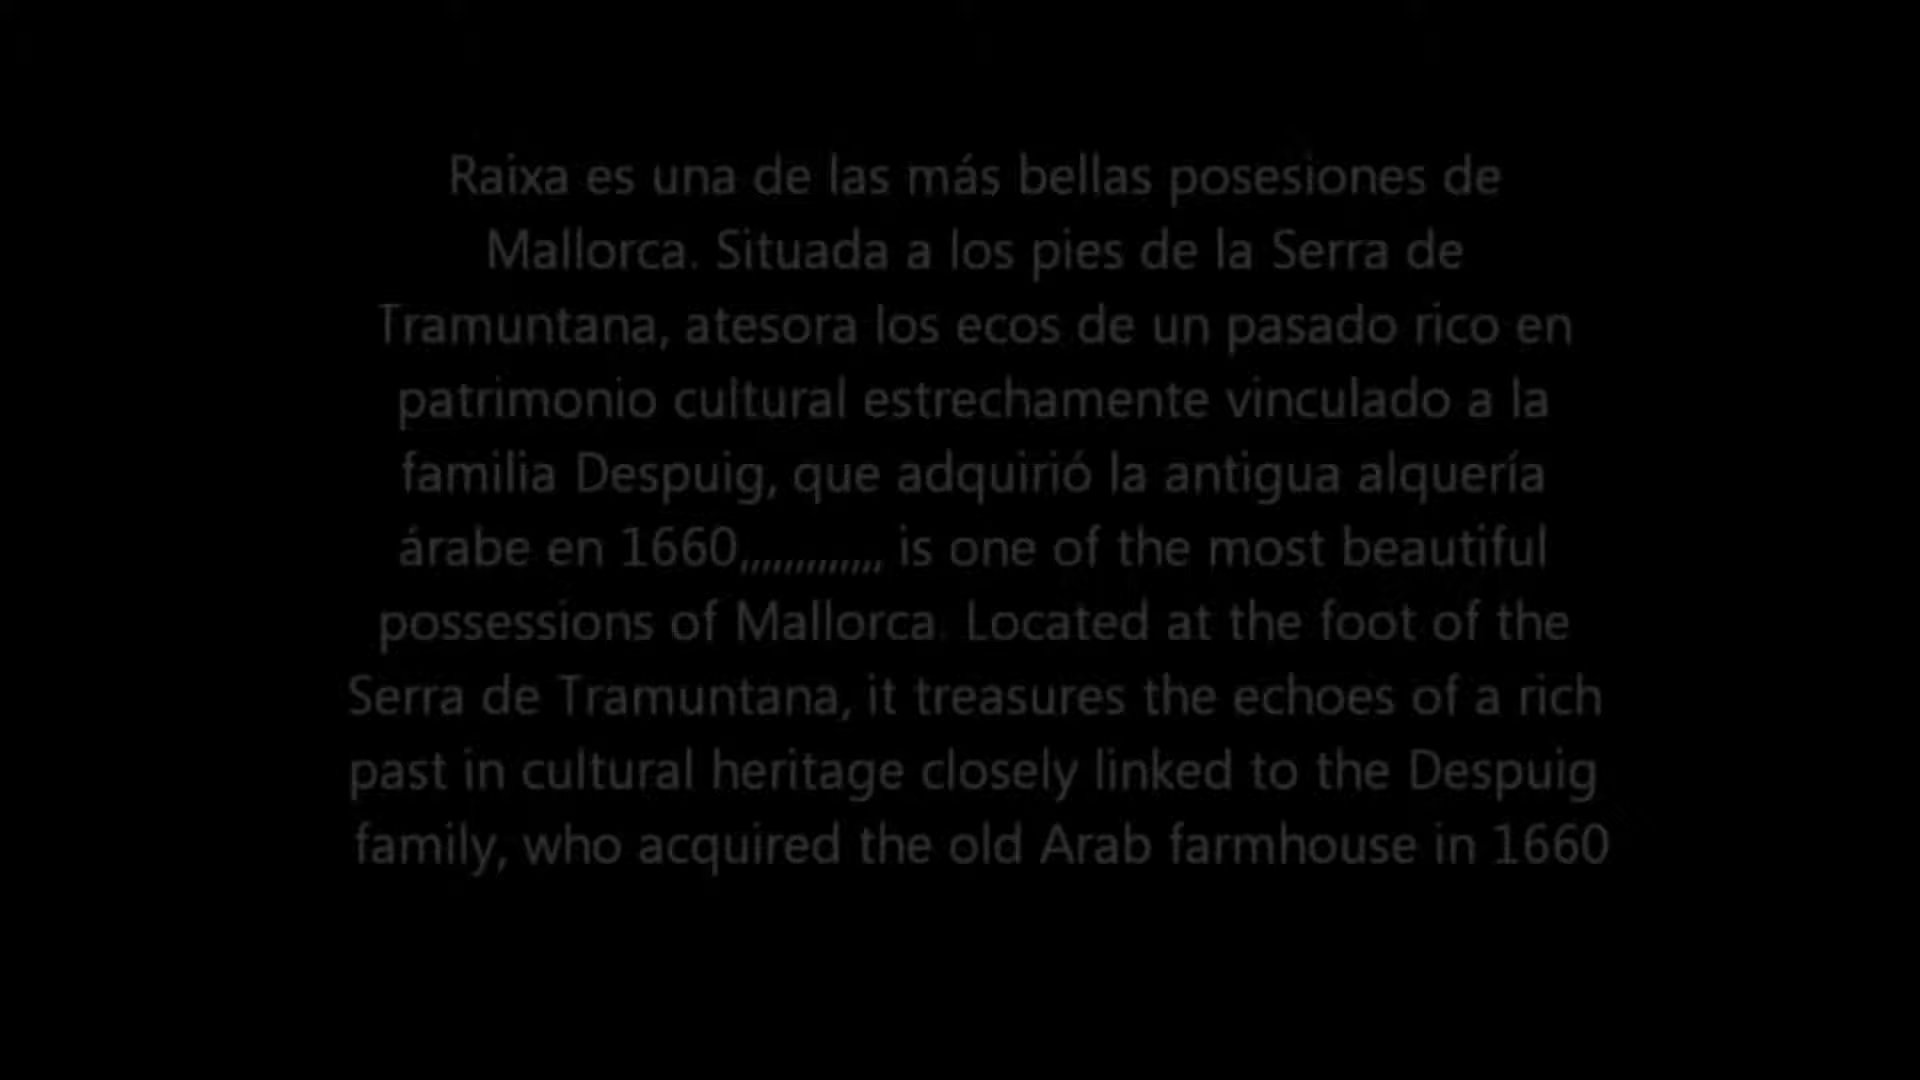 Raixa es una de las más bellas posesiones de
Mallorca. Situada a los pies de la Serra de
Tramuntana, atesora los ecos de un pasado rico en
patrimonio cultural estrechamente vinculado a la
familia Despuig, que adquirió la antigua alquería
árabe en 1660,,,,,,,,,,,,, is one of the most beautiful
possessions of Mallorca. Located at the foot of the
Serra de Tramuntana, it treasures the echoes of a rich
past in cultural heritage closely linked to the Despuig
family, who acquired the old Arab farmhouse in 1660